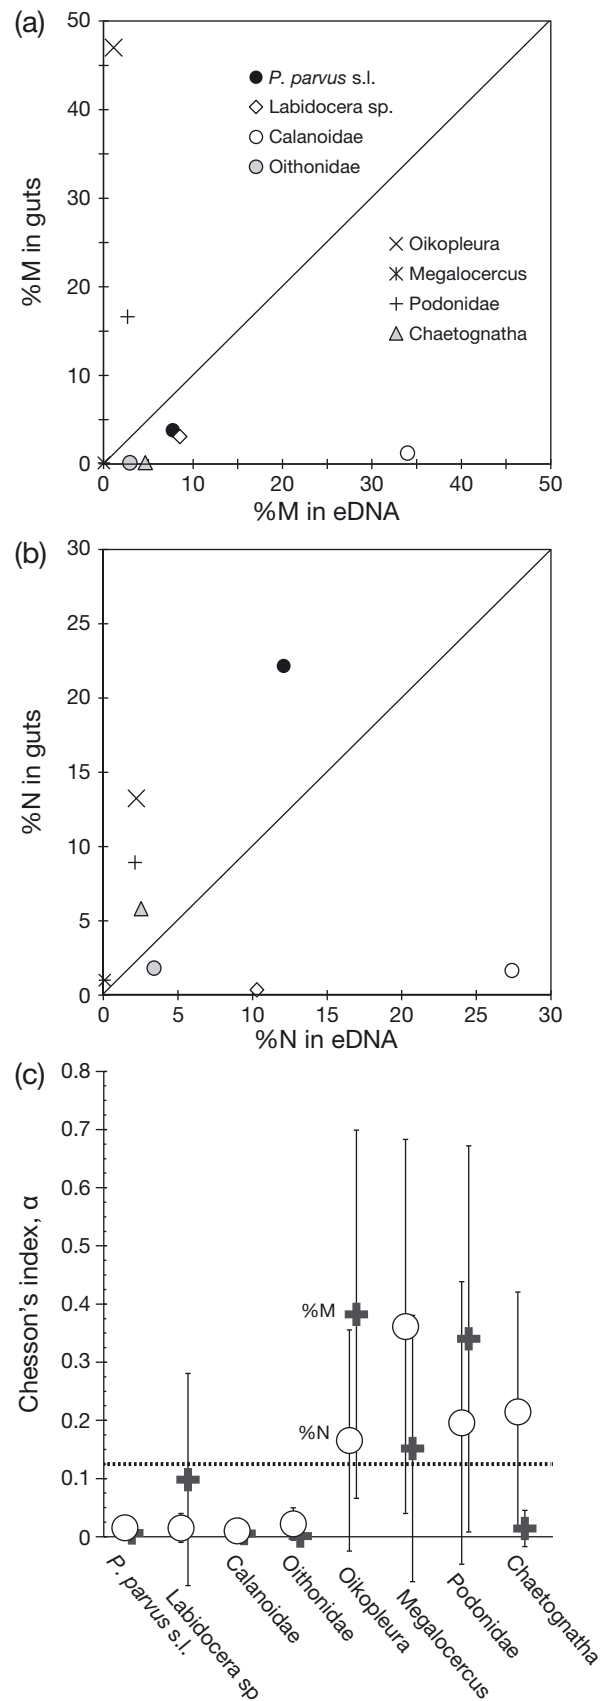 (a)
50
40
30
20
10
0
%M in guts
P. parvus s.l.
Labidocera sp.
Calanoidae
Oithonidae
Oikopleura
Megalocercus
Podonidae
Chaetognatha
0 10 20 30 40 50
%M in eDNA
(b)
30
25
20
15
10
5
0
%N in guts
0 5 10 15 20 25 30
%N in eDNA
(c)
0.8
0.7
0.6
0.5
0.4
0.3
0.2
0.1
0
Chesson's index, α
%M
%N
P. parvus s.l.
Labidocera sp
Calanoidae
Oithonidae
Oikopleura
Megalocercus
Podonidae
Chaetognatha